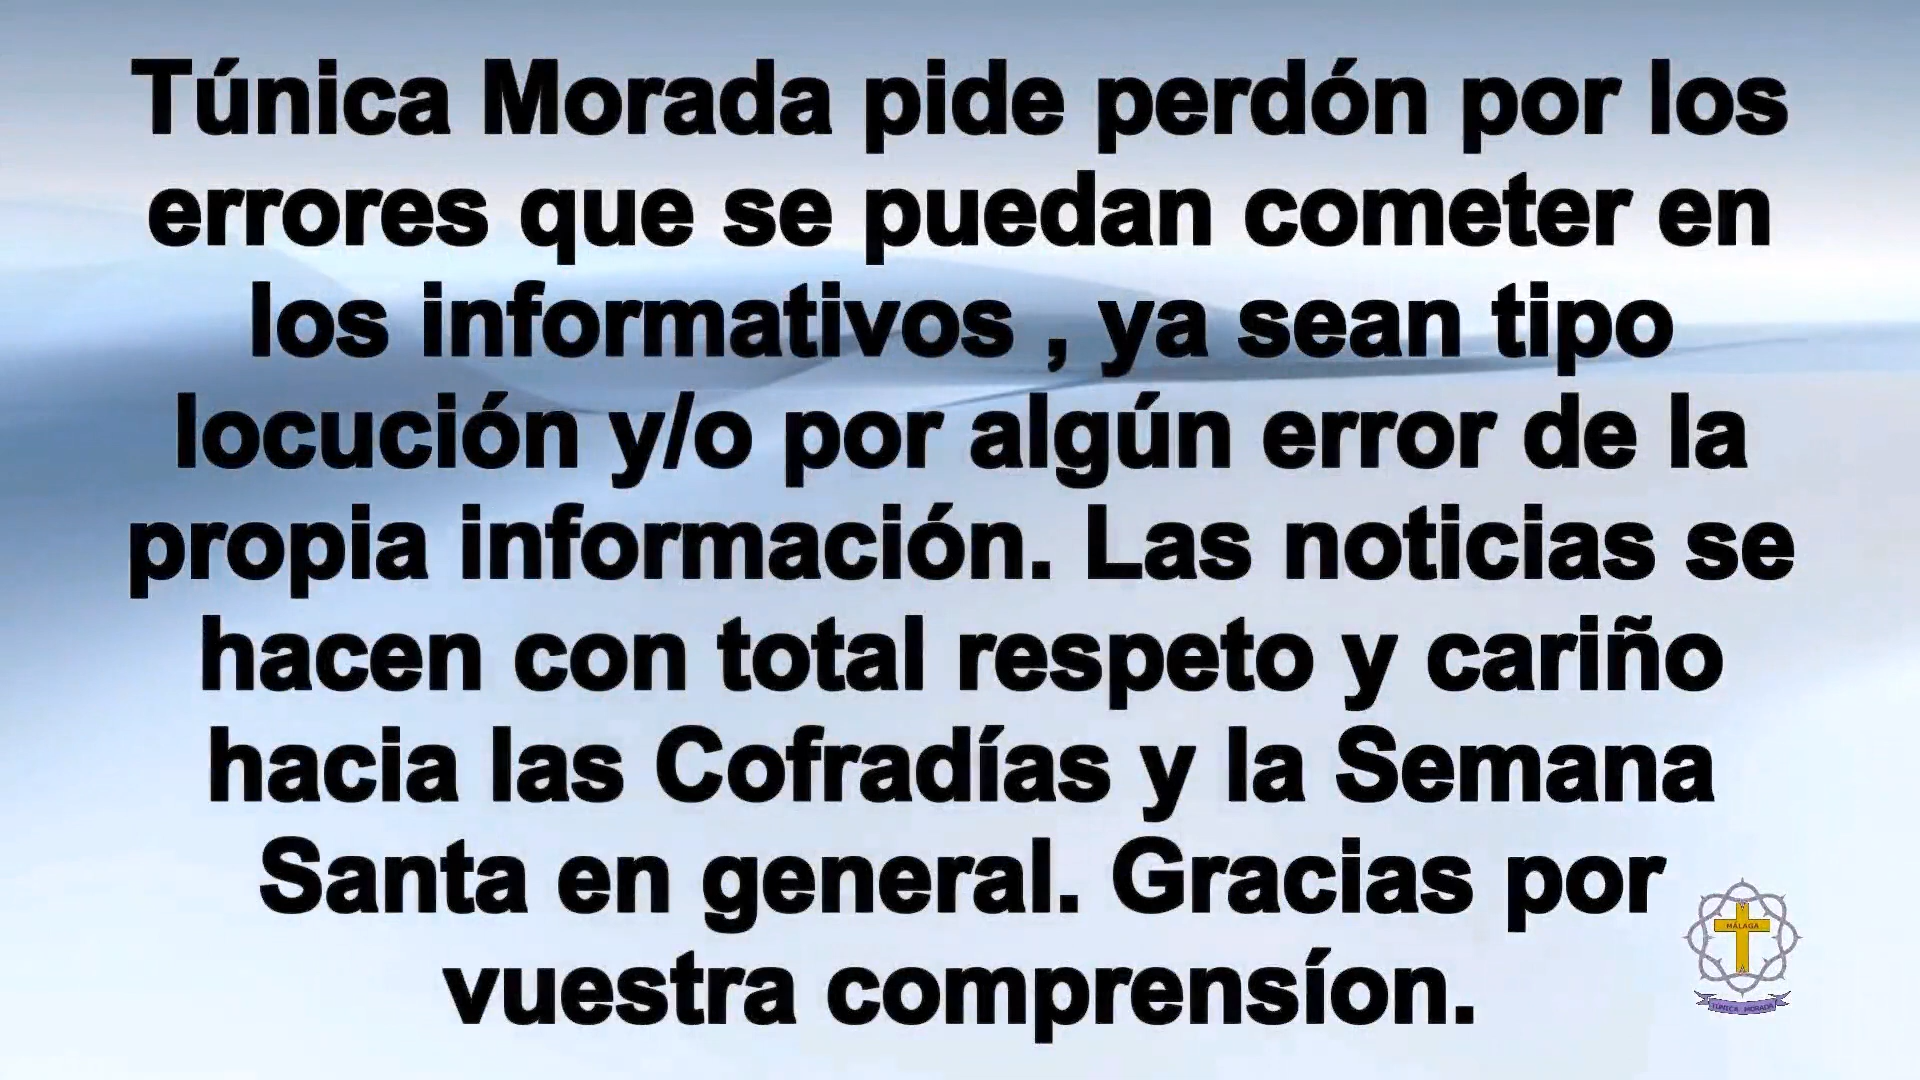 Túnica Morada pide perdón por los
errores que se puedan cometer en
los informativos , ya sean tipo
locución y/o por algún error de la
propia información. Las noticias se
hacen con total respeto y cariño
hacia las Cofradías y la Semana
Santa en general. Gracias por
vuestra comprensíon.
MÁLAGA
TÚNICA MORADA